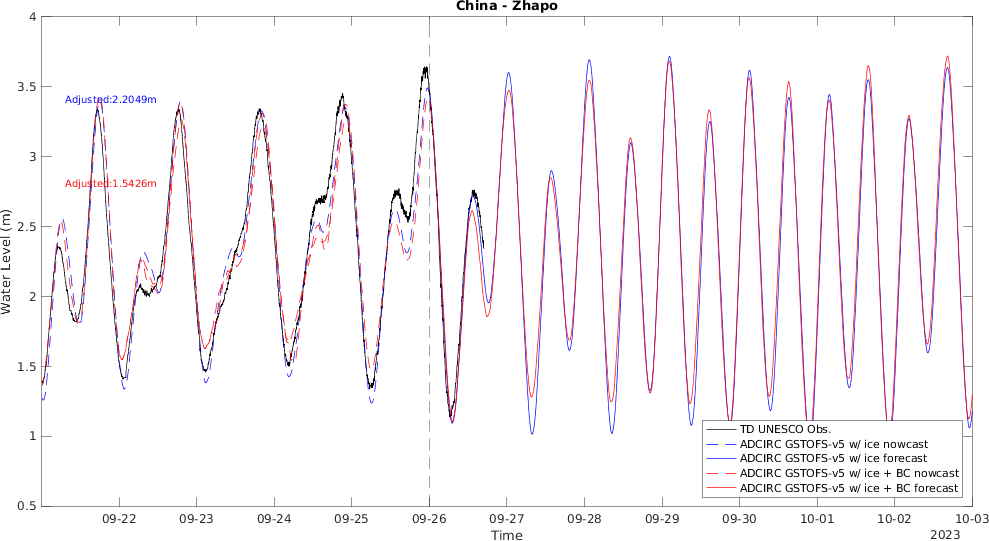 China - Zhapo
4
3.5
3
2.5
2
1.5
1
0.5
Water Level (m)
Adjusted:2.2049m
Adjusted:1.5426m
TD UNESCO Obs.
ADCIRC GSTOFS-v5 w/ ice nowcast
ADCIRC GSTOFS-v5 w/ ice forecast
ADCIRC GSTOFS-v5 w/ ice + BC nowcast
ADCIRC GSTOFS-v5 w/ ice + BC forecast
09-22 09-23 09-24 09-25 09-26 09-27 09-28 09-29 09-30 10-01 10-02 10-03
Time
2023